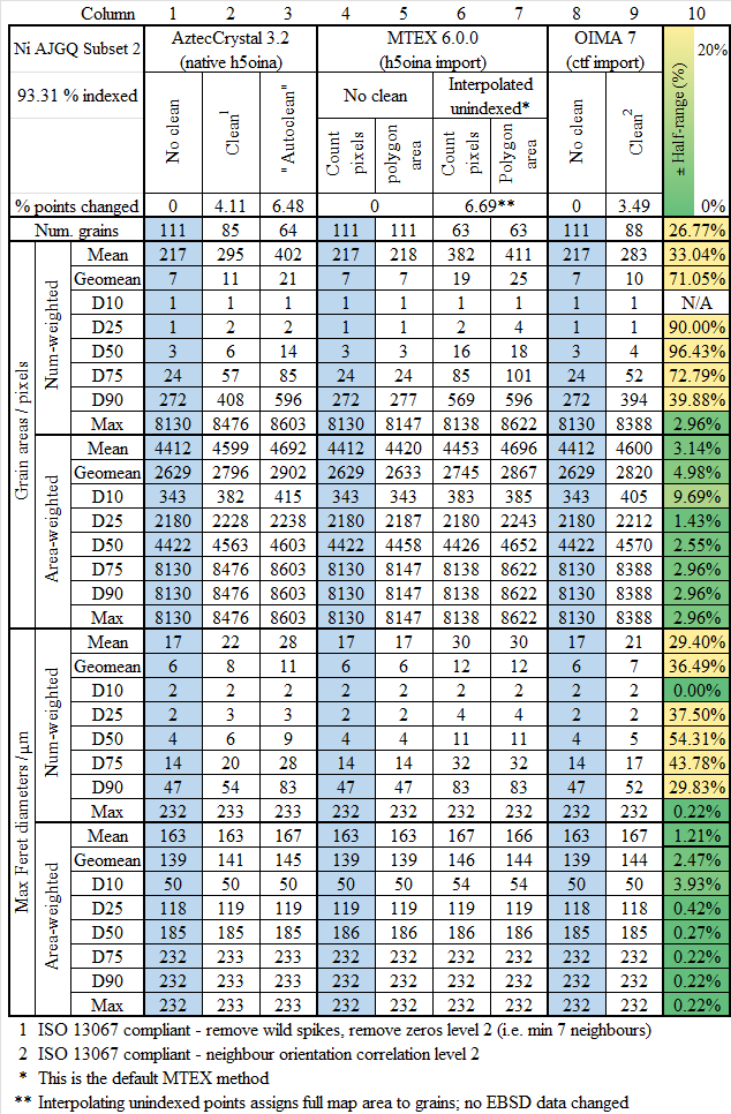 Column 1 2 3 4 5 6 7 8 9 10
Ni AJGQ Subset 2 AztecCrystal 3.2 (native h5oina) MTEX 6.0.0 (h5oina import) OIMA 7 (ctf import) ± Half-range (%) 20%
93.31 % indexed No clean Clean1 "Autoclean" No clean Interpolated unindexed* No clean Clean2
Count pixels polygon area Count pixels Polygon area
% points changed 0 4.11 6.48 0 6.69** 0 3.49 0%
Num. grains 111 85 64 111 111 63 63 111 88 26.77%
Grain areas / pixels
Num-weighted
Mean 217 295 402 217 218 382 411 217 283 33.04%
Geomean 7 11 21 7 7 19 25 7 10 71.05%
D10 1 1 1 1 1 1 1 1 1 N/A
D25 1 2 2 1 1 2 4 1 1 90.00%
D50 3 6 14 3 3 16 18 3 4 96.43%
D75 24 57 85 24 24 85 101 24 52 72.79%
D90 272 408 596 272 277 569 596 272 394 39.88%
Max 8130 8476 8603 8130 8147 8138 8622 8130 8388 2.96%
Area-weighted
Mean 4412 4599 4692 4412 4420 4453 4696 4412 4600 3.14%
Geomean 2629 2796 2902 2629 2633 2745 2867 2629 2820 4.98%
D10 343 382 415 343 343 383 385 343 405 9.69%
D25 2180 2228 2238 2180 2187 2180 2243 2180 2212 1.43%
D50 4422 4563 4603 4422 4458 4426 4652 4422 4570 2.55%
D75 8130 8476 8603 8130 8147 8138 8622 8130 8388 2.96%
D90 8130 8476 8603 8130 8147 8138 8622 8130 8388 2.96%
Max 8130 8476 8603 8130 8147 8138 8622 8130 8388 2.96%
Max Feret diameters /µm
Num-weighted
Mean 17 22 28 17 17 30 30 17 21 29.40%
Geomean 6 8 11 6 6 12 12 6 7 36.49%
D10 2 2 2 2 2 2 2 2 2 0.00%
D25 2 3 3 2 2 4 4 2 2 37.50%
D50 4 6 9 4 4 11 11 4 5 54.31%
D75 14 20 28 14 14 32 32 14 17 43.78%
D90 47 54 83 47 47 83 83 47 52 29.83%
Max 232 233 233 232 232 232 232 232 232 0.22%
Area-weighted
Mean 163 163 167 163 163 167 166 163 167 1.21%
Geomean 139 141 145 139 139 146 144 139 144 2.47%
D10 50 50 50 50 50 54 54 50 50 3.93%
D25 118 119 119 119 119 119 119 118 118 0.42%
D50 185 185 185 186 186 186 186 185 185 0.27%
D75 232 233 233 232 232 232 232 232 232 0.22%
D90 232 233 233 232 232 232 232 232 232 0.22%
Max 232 233 233 232 232 232 232 232 232 0.22%
1 ISO 13067 compliant - remove wild spikes, remove zeros level 2 (i.e. min 7 neighbours)
2 ISO 13067 compliant - neighbour orientation correlation level 2
* This is the default MTEX method
** Interpolating unindexed points assigns full map area to grains; no EBSD data changed